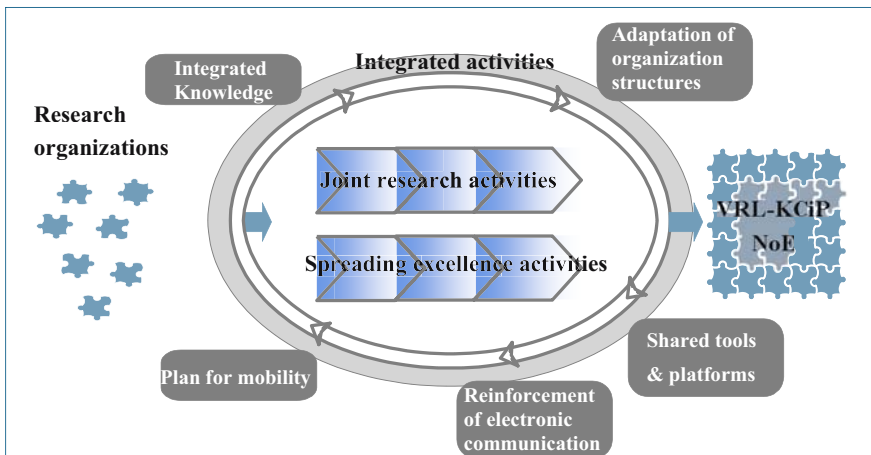 Integrated activities
Adaptation of
organization
structures
Integrated
Knowledge
Research
organizations
Joint research activities
VRL-KCiP
NoE
Spreading excellence activities
Shared tools
& platforms
Plan for mobility
Reinforcement
of electronic
communication